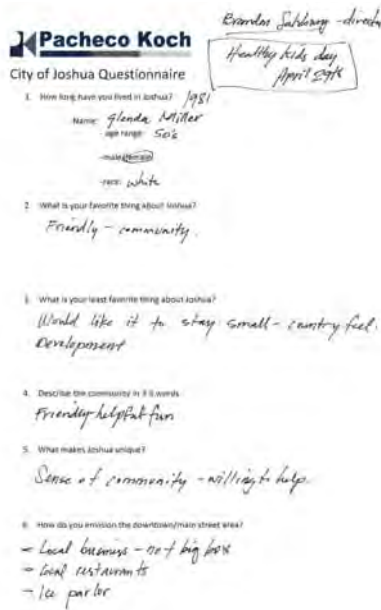 Brandon
Healthy kids day
April 29th
Pacheco Koch
City of Joshua Questionnaire
1. How long have you lived in Joshua? 1981
Name: Glenda Miller
-age range: 50's
-male/female
-race: white
2. What is your favorite thing about Joshua?
Friendly - community.
3. What is your least favorite thing about Joshua?
Would like it to stay small - country feel.
Development
4. Describe the community in 3-5 words
Friendly helpful fun
5. What makes Joshua unique?
Sense of community - willing to help.
6. How do you envision the downtown/main street area?
- Local business - not big box
- Local restaurants
- Ice parlor